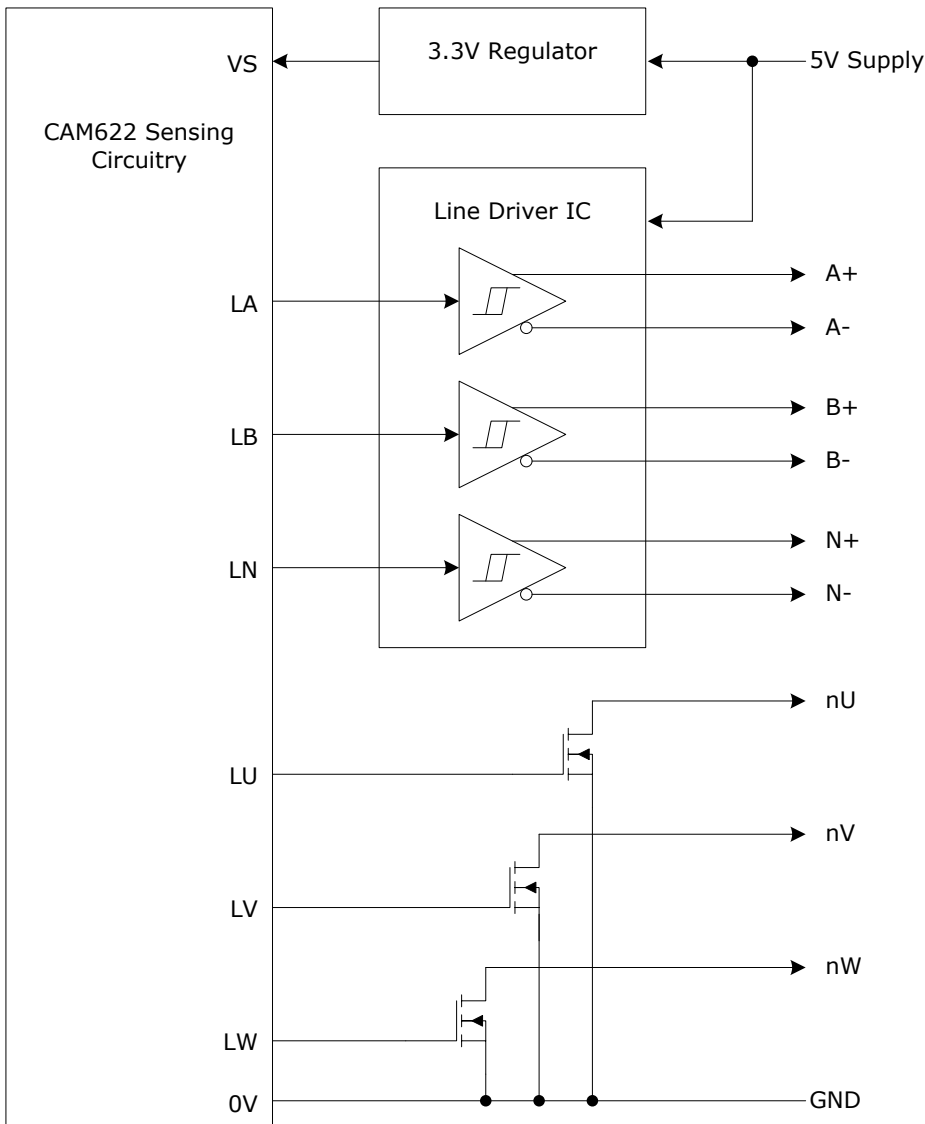 VS
3.3V Regulator
5V Supply
CAM622 Sensing
Circuitry
Line Driver IC
LA
A+
A-
LB
B+
B-
LN
N+
N-
nU
LU
nV
LV
nW
LW
0V
GND